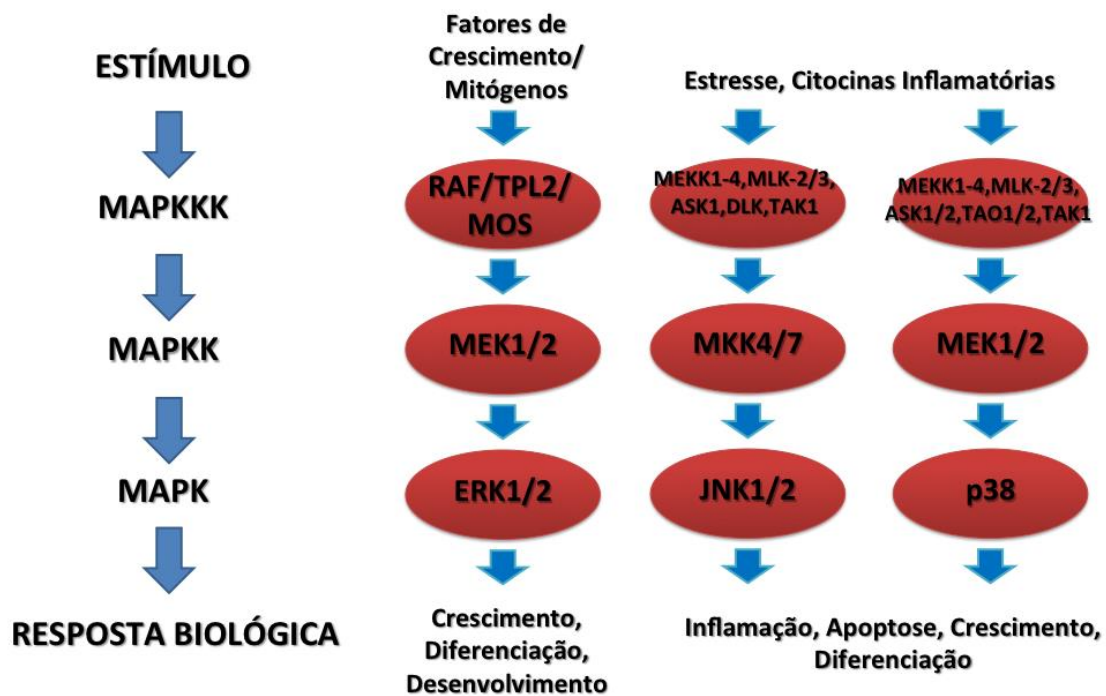 ESTÍMULO
MAPKKK
MAPKK
MAPK
RESPOSTA BIOLÓGICA
Fatores de
Crescimento/
Mitógenos
RAF/TPL2/
MOS
MEK1/2
ERK1/2
Crescimento,
Diferenciação,
Desenvolvimento
Estresse, Citocinas Inflamatórias
MEKK1-4,MLK-2/3,
ASK1,DLK,TAK1
MKK4/7
JNK1/2
MEKK1-4,MLK-2/3,
ASK1/2,TAO1/2,TAK1
MEK1/2
p38
Inflamação, Apoptose, Crescimento,
Diferenciação